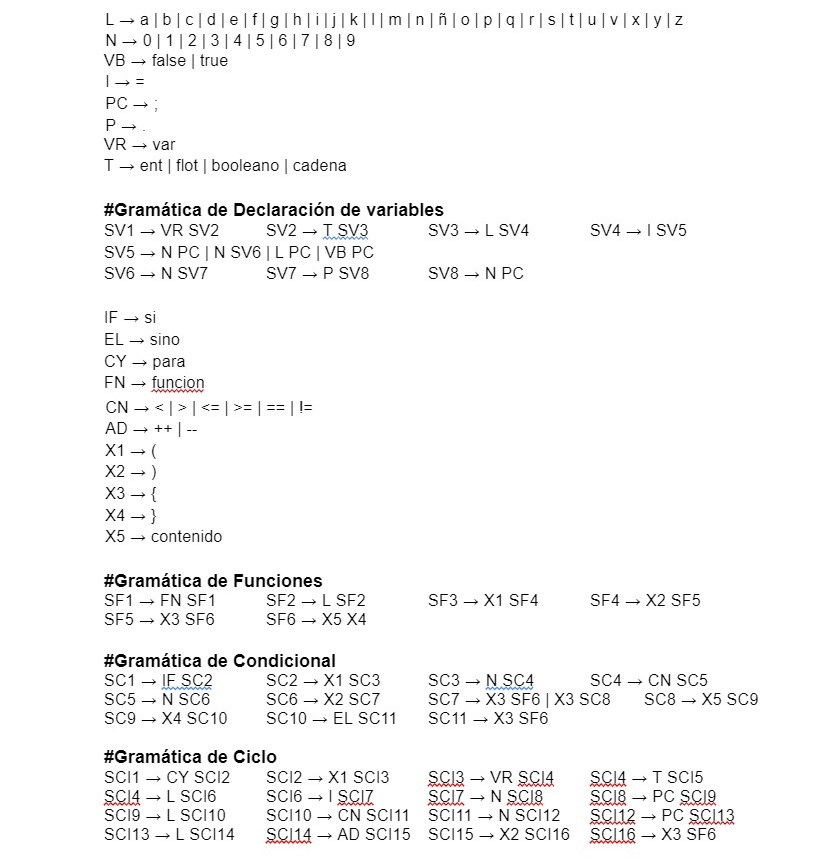 L → a | b | c | d | e | f | g | h | i | j | k | l | m | n | ñ | o | p | q | r | s | t | u | v | x | y | z
N → 0 | 1 | 2 | 3 | 4 | 5 | 6 | 7 | 8 | 9
VB → false | true
I → =
PC → ;
P → .
VR → var
T → ent | flot | booleano | cadena
#Gramática de Declaración de variables
SV1 → VR SV2 SV2 → T SV3 SV3 → L SV4 SV4 → I SV5
SV5 → N PC | N SV6 | L PC | VB PC
SV6 → N SV7 SV7 → P SV8 SV8 → N PC
IF → si
EL → sino
CY → para
FN → funcion
CN → < | > | <= | >= | == | !=
AD → ++ | --
X1 → (
X2 → )
X3 → {
X4 → }
X5 → contenido
#Gramática de Funciones
SF1 → FN SF1 SF2 → L SF2 SF3 → X1 SF4 SF4 → X2 SF5
SF5 → X3 SF6 SF6 → X5 X4
#Gramática de Condicional
SC1 → IF SC2 SC2 → X1 SC3 SC3 → N SC4 SC4 → CN SC5
SC5 → N SC6 SC6 → X2 SC7 SC7 → X3 SF6 | X3 SC8 SC8 → X5 SC9
SC9 → X4 SC10 SC10 → EL SC11 SC11 → X3 SF6
#Gramática de Ciclo
SCI1 → CY SCI2 SCI2 → X1 SCI3 SCI3 → VR SCI4 SCI4 → T SCI5
SCI4 → L SCI6 SCI6 → I SCI7 SCI7 → N SCI8 SCI8 → PC SCI9
SCI9 → L SCI10 SCI10 → CN SCI11 SCI11 → N SCI12 SCI12 → PC SCI13
SCI13 → L SCI14 SCI14 → AD SCI15 SCI15 → X2 SCI16 SCI16 → X3 SF6